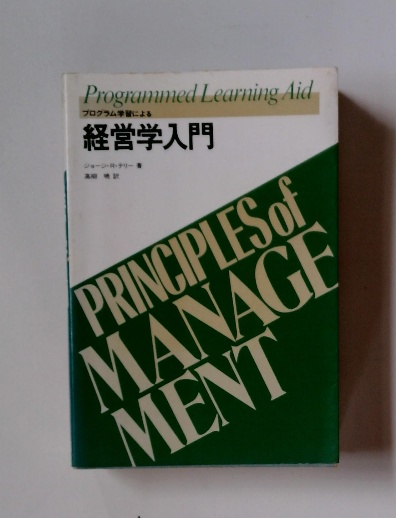 Programmed Learning Aid
プログラム学習による
経営学入門
ジョージ・R・テリー 著
高柳 暁 訳
PRINCIPLES of
MANAGE
MENT